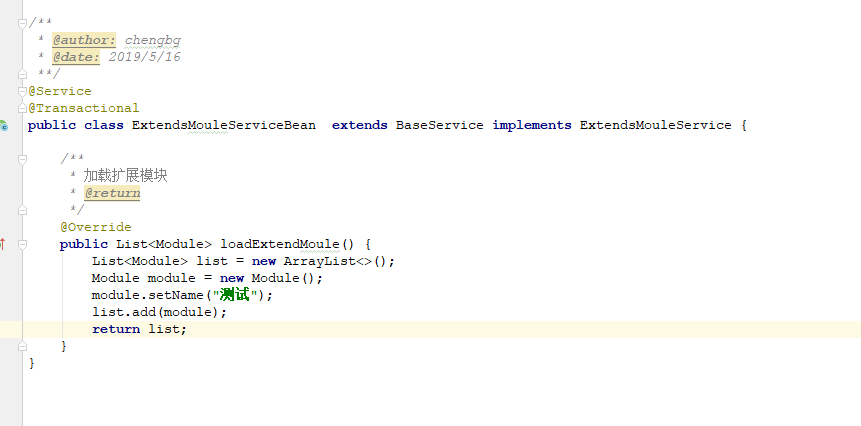 /**
 * @author: chengbg
 * @date: 2019/5/16
 **/
@Service
@Transactional
public class ExtendsMouleServiceBean  extends BaseService implements ExtendsMouleService {
    /**
     * 加载扩展模块
     * @return
     */
    @Override
    public List<Module> loadExtendMoule() {
        List<Module> list = new ArrayList<>();
        Module module = new Module();
        module.setName("测试");
        list.add(module);
        return list;
    }
}